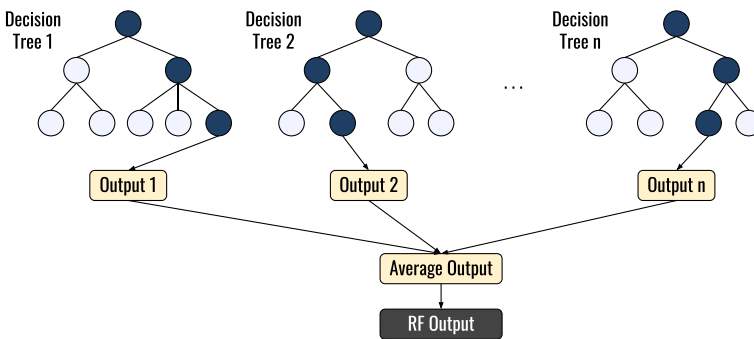 Decision
Tree 1
Decision
Tree 2
...
Decision
Tree n
Output 1
Output 2
Output n
Average Output
RF Output